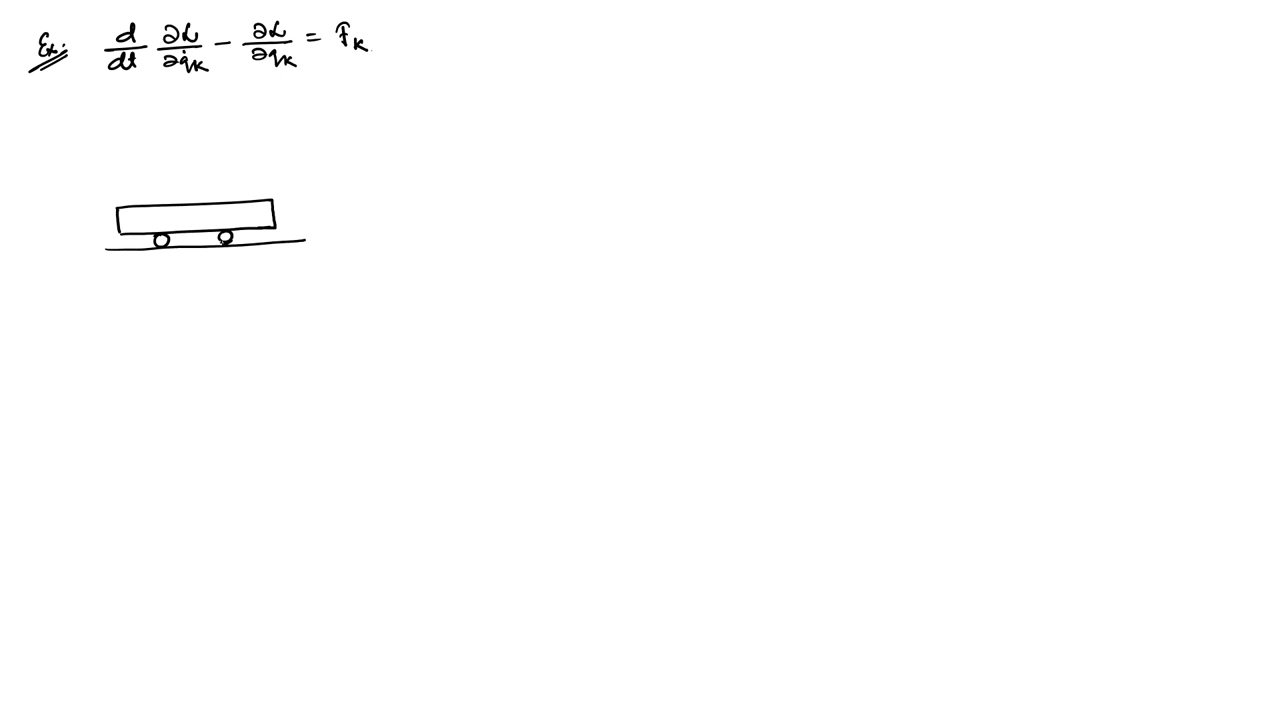 Ex: d/dt ∂L/∂q̇ₖ − ∂L/∂qₖ = Fₖ